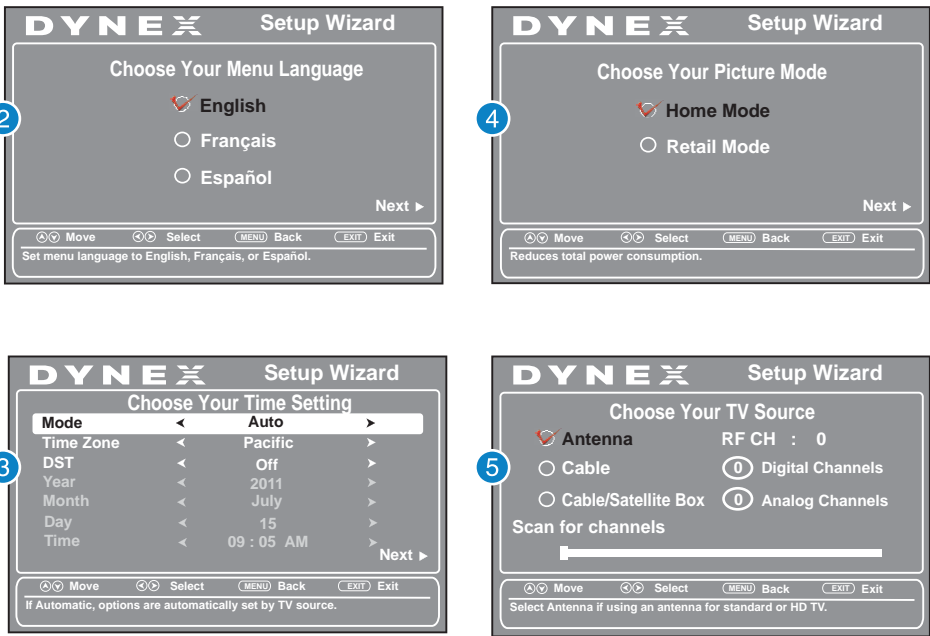 DYNEX Setup Wizard
Choose Your Menu Language
English
Français
Español
Next
Move Select MENU Back EXIT Exit
Set menu language to English, Français, or Español.
2
DYNEX Setup Wizard
Choose Your Time Setting
Mode Auto
Time Zone Pacific
DST Off
Year 2011
Month July
Day 15
Time 09 : 05 AM
Next
Move Select MENU Back EXIT Exit
If Automatic, options are automatically set by TV source.
3
DYNEX Setup Wizard
Choose Your Picture Mode
Home Mode
Retail Mode
Next
Move Select MENU Back EXIT Exit
Reduces total power consumption.
4
DYNEX Setup Wizard
Choose Your TV Source
Antenna RF CH : 0
Cable 0 Digital Channels
Cable/Satellite Box 0 Analog Channels
Scan for channels
Move Select MENU Back EXIT Exit
Select Antenna if using an antenna for standard or HD TV.
5